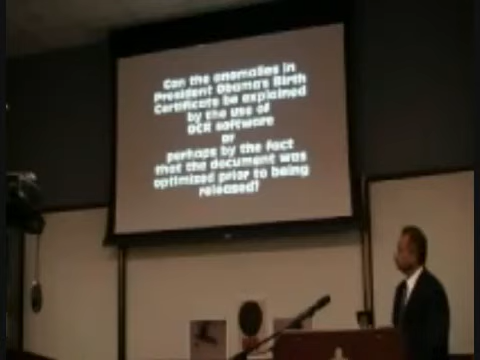 Can the anomalies in
President Obama's Birth
Certificate be explained
by the use of
OCR software
or
perhaps by the fact
that the document was
optimized prior to being
released?